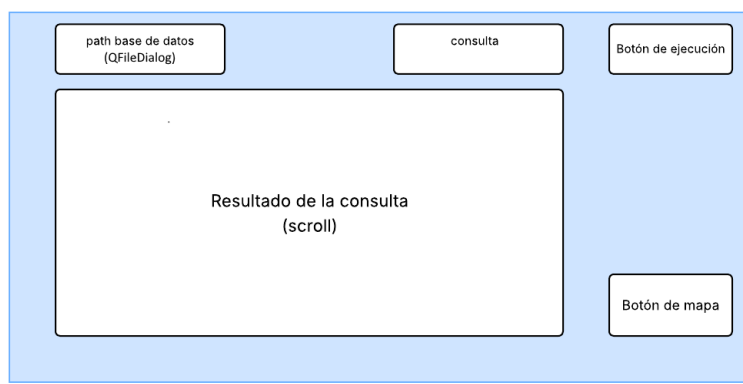 path base de datos
(QFileDialog)
consulta
Botón de ejecución
Resultado de la consulta
(scroll)
Botón de mapa